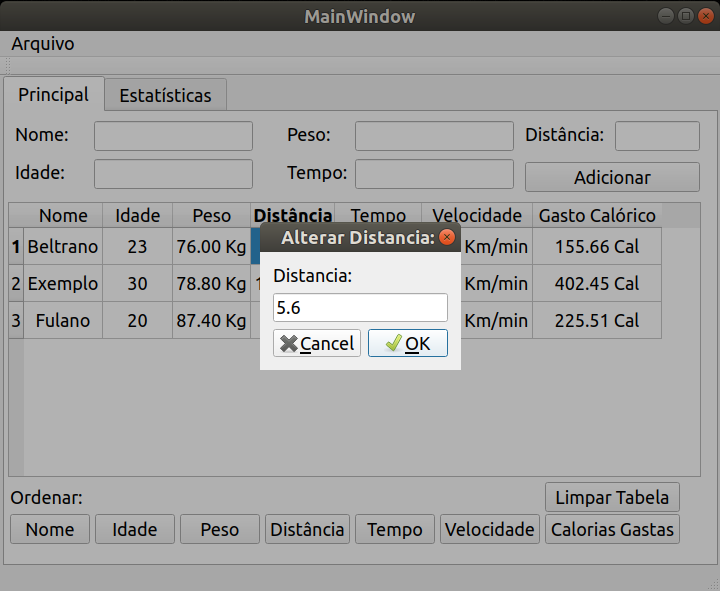 MainWindow
Arquivo
Principal Estatísticas
Nome: Peso: Distância:
Idade: Tempo: Adicionar
Nome Idade Peso Distância Tempo Velocidade Gasto Calórico
1 Beltrano 23 76.00 Kg Km/min 155.66 Cal
2 Exemplo 30 78.80 Kg Km/min 402.45 Cal
3 Fulano 20 87.40 Kg Km/min 225.51 Cal
Alterar Distancia:
Distancia:
5.6
Cancel OK
Ordenar: Limpar Tabela
Nome Idade Peso Distância Tempo Velocidade Calorias Gastas